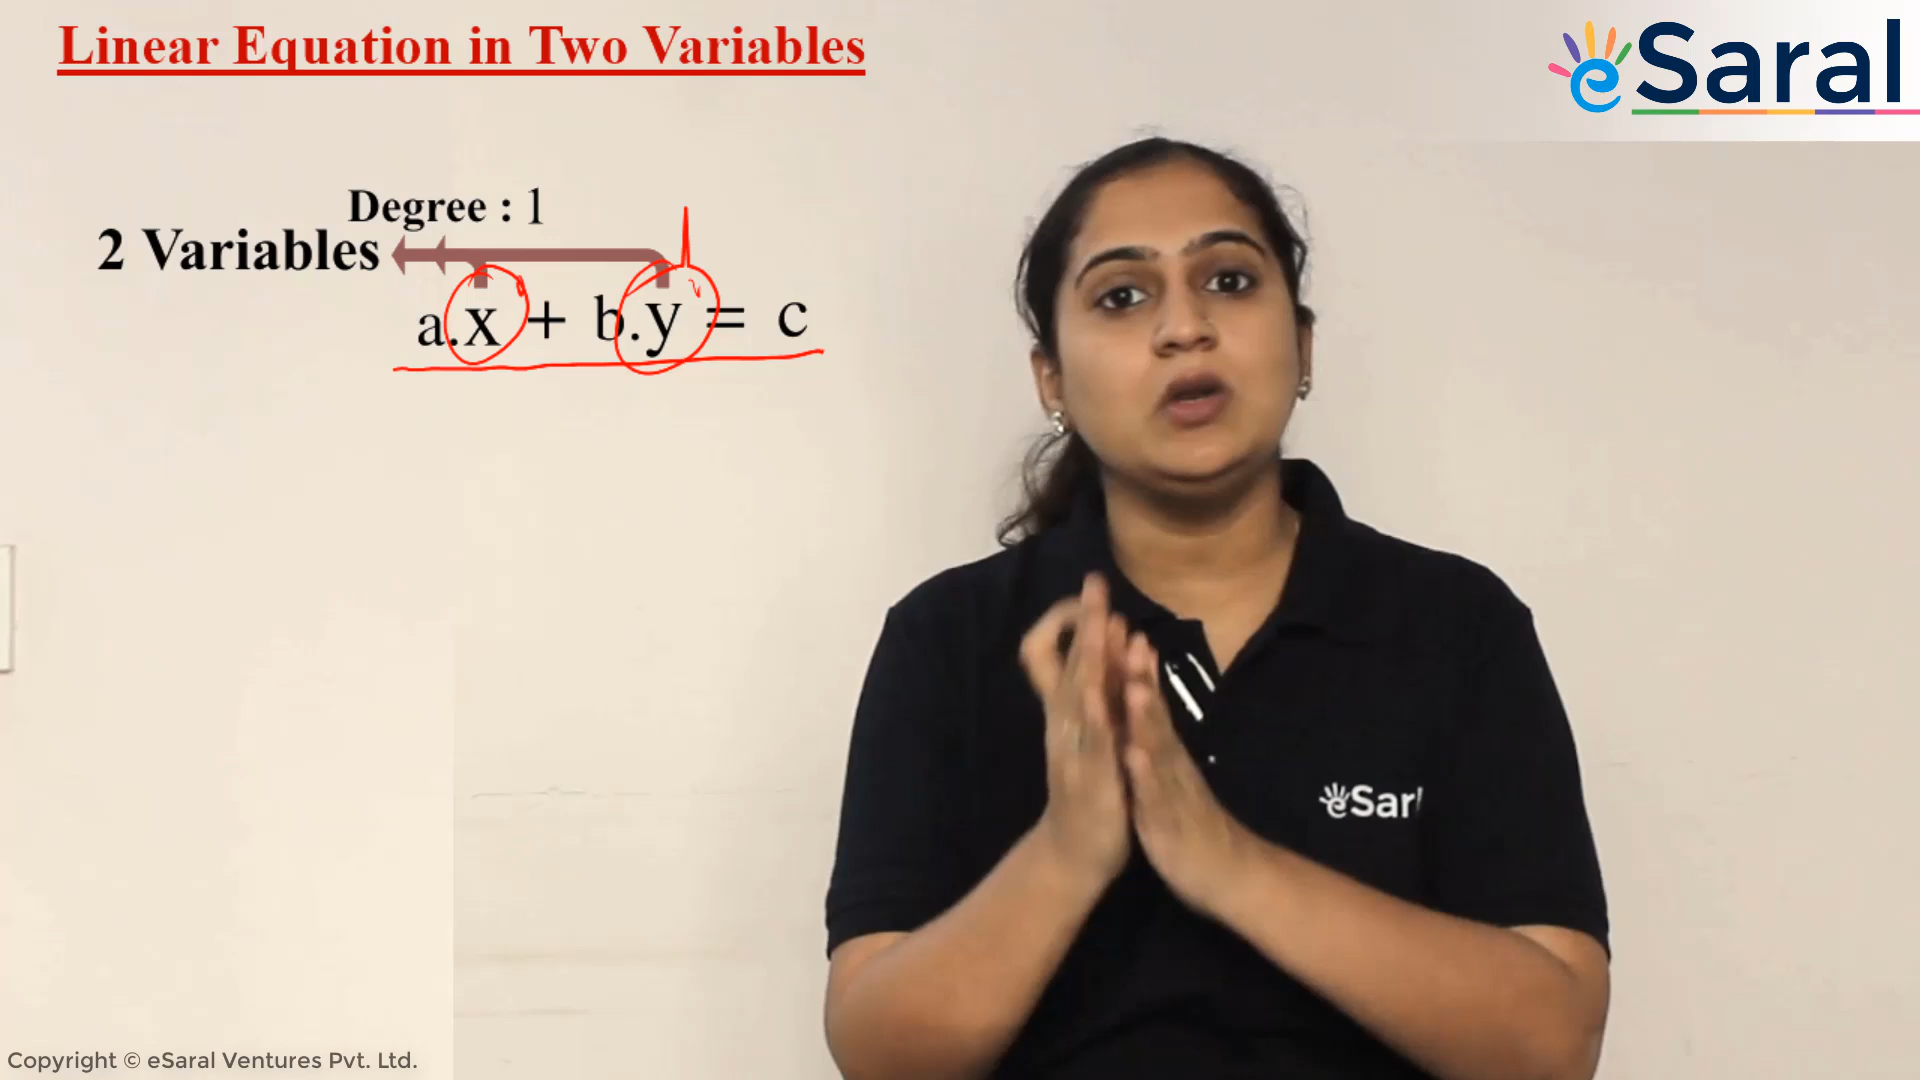 Linear Equation in Two Variables
eSaral
Degree : 1
2 Variables
a.x + b.y = c
eSar
Copyright © eSaral Ventures Pvt. Ltd.